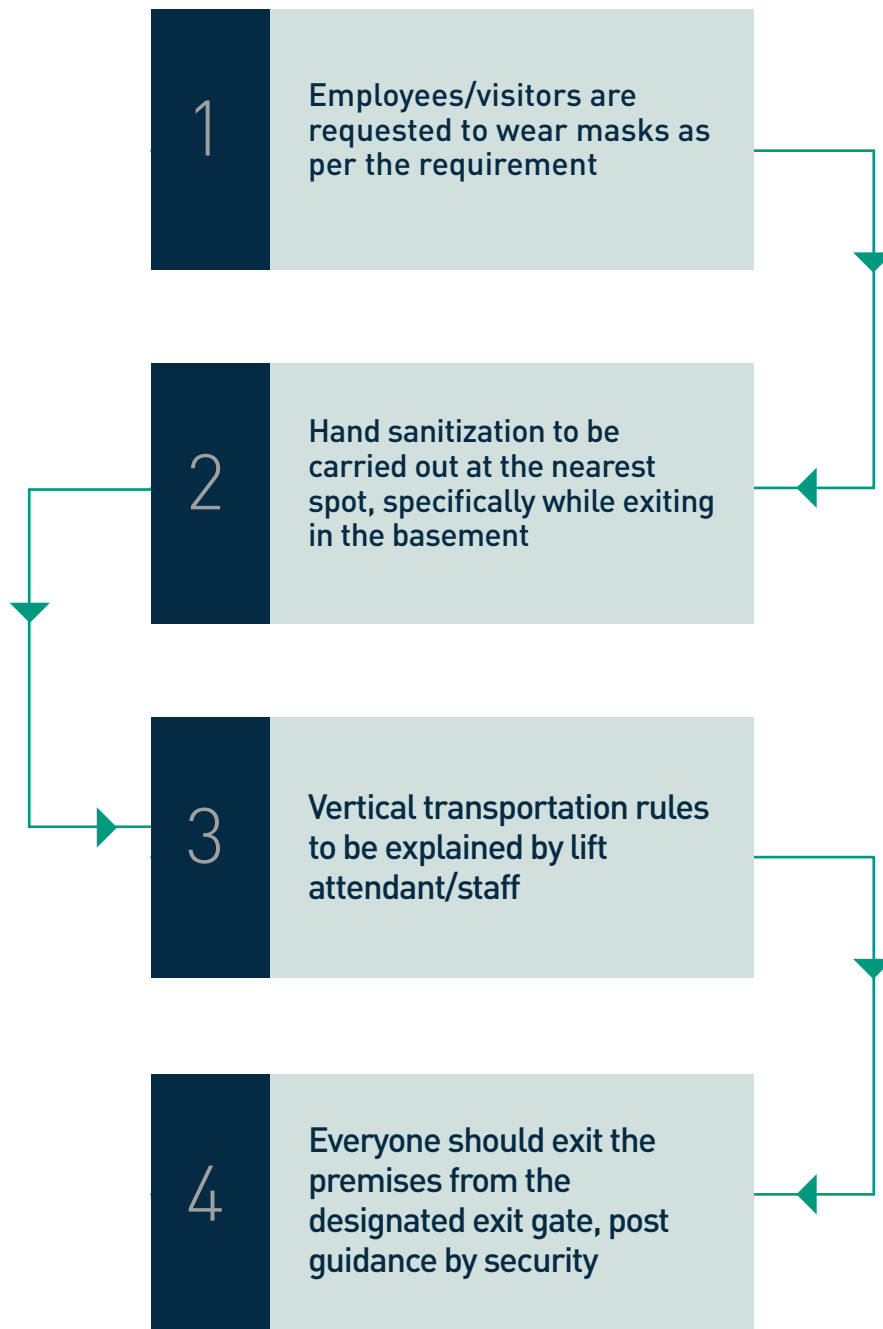 1
Employees/visitors are
requested to wear masks as
per the requirement
2
Hand sanitization to be
carried out at the nearest
spot, specifically while exiting
in the basement
3
Vertical transportation rules
to be explained by lift
attendant/staff
4
Everyone should exit the
premises from the
designated exit gate, post
guidance by security